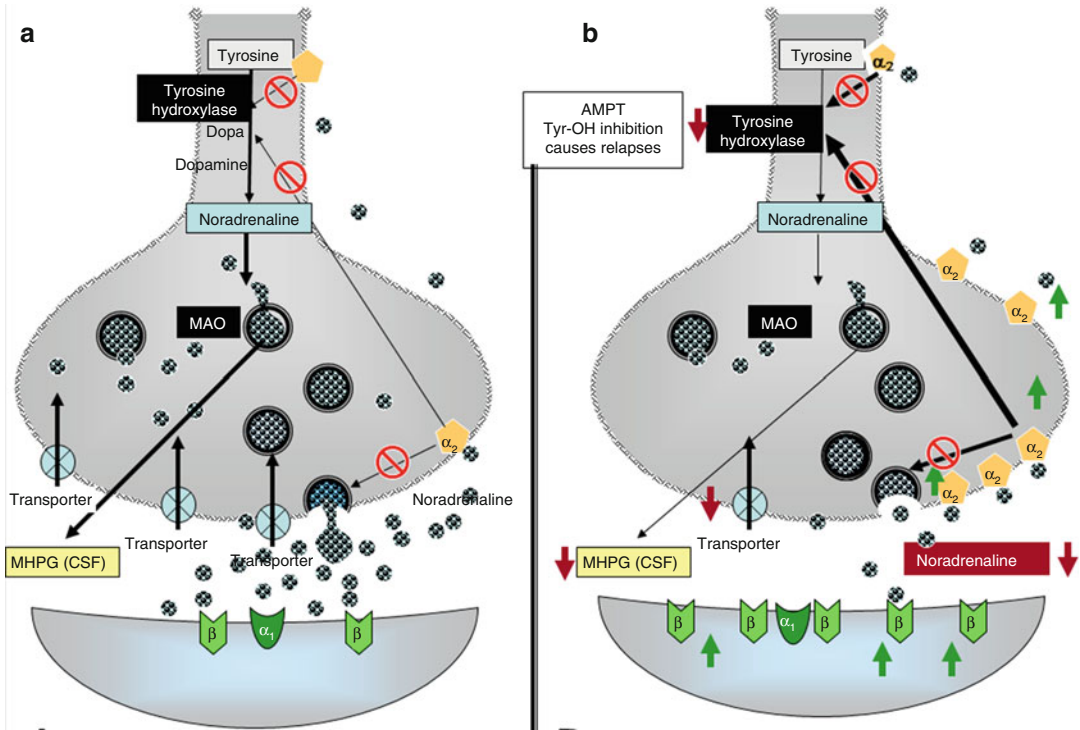 a
Tyrosine
Tyrosine
hydroxylase
Dopa
Dopamine
Noradrenaline
MAO
α2
Transporter
Transporter
Transporter
Noradrenaline
MHPG (CSF)
β
α1
β
b
Tyrosine
α2
AMPT
Tyr-OH inhibition
causes relapses
Tyrosine
hydroxylase
Noradrenaline
α2
α2
MAO
α2
α2
α2
Transporter
MHPG (CSF)
Noradrenaline
β
β
α1
β
β
β